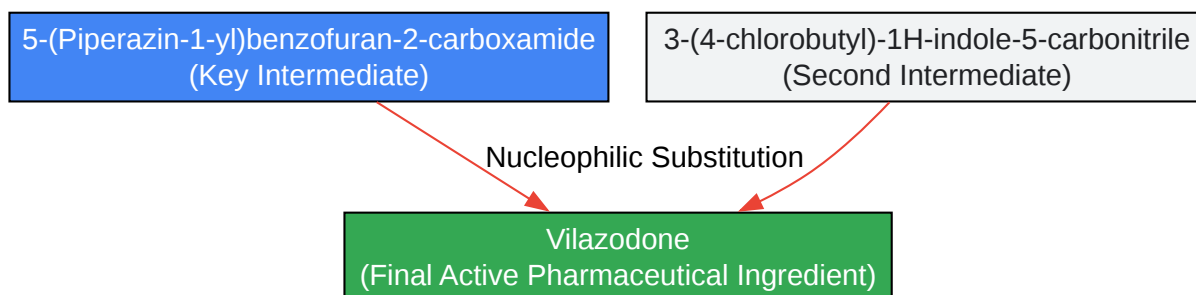 5-(Piperazin-1-yl)benzofuran-2-carboxamide
(Key Intermediate)
3-(4-chlorobutyl)-1H-indole-5-carbonitrile
(Second Intermediate)
Nucleophilic Substitution
Vilazodone
(Final Active Pharmaceutical Ingredient)